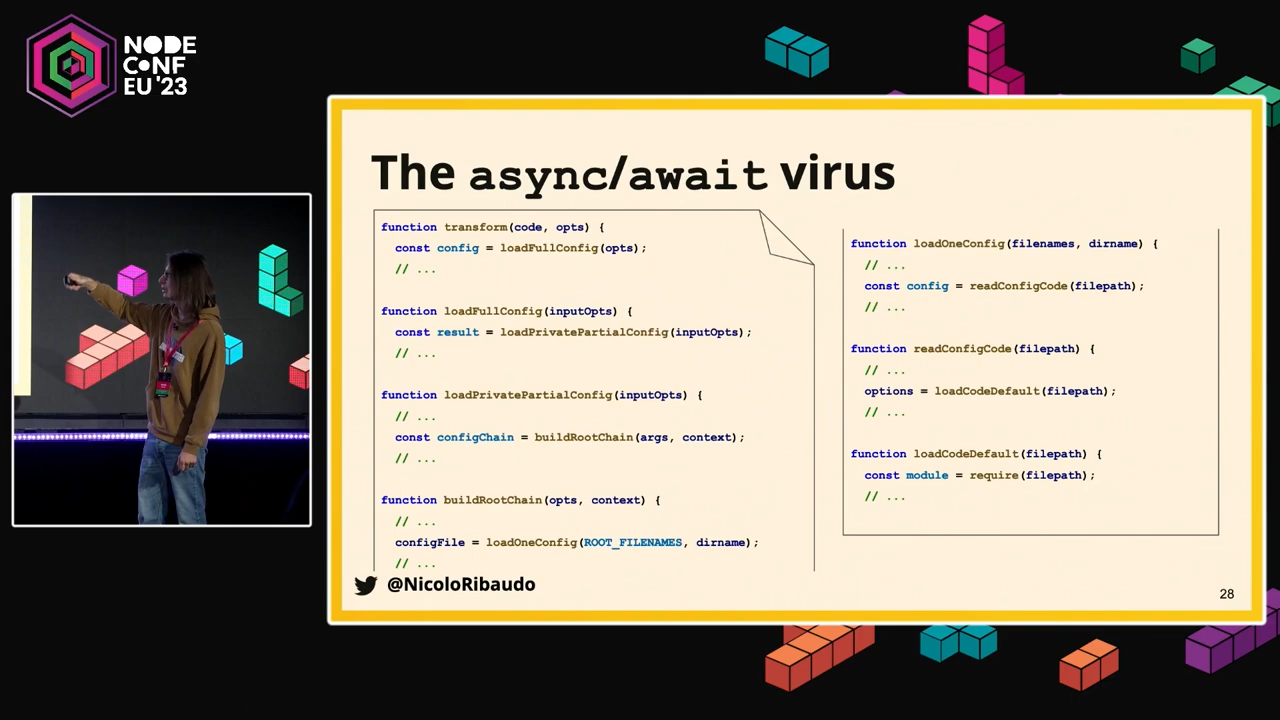 NODE
CONF
EU '23
The async/await virus
function transform(code, opts) {
const config = loadFullConfig(opts);
// ...
function loadFullConfig(inputOpts) {
const result = loadPrivatePartialConfig(inputOpts);
// ...
function loadPrivatePartialConfig(inputOpts) {
// ...
const configChain = buildRootChain(args, context);
// ...
function buildRootChain(opts, context) {
// ...
configFile = loadOneConfig(ROOT_FILENAMES, dirname);
// ...
function loadOneConfig(filenames, dirname) {
// ...
const config = readConfigCode(filepath);
// ...
function readConfigCode(filepath) {
// ...
options = loadCodeDefault(filepath);
// ...
function loadCodeDefault(filepath) {
const module = require(filepath);
// ...
@NicoloRibaudo
28